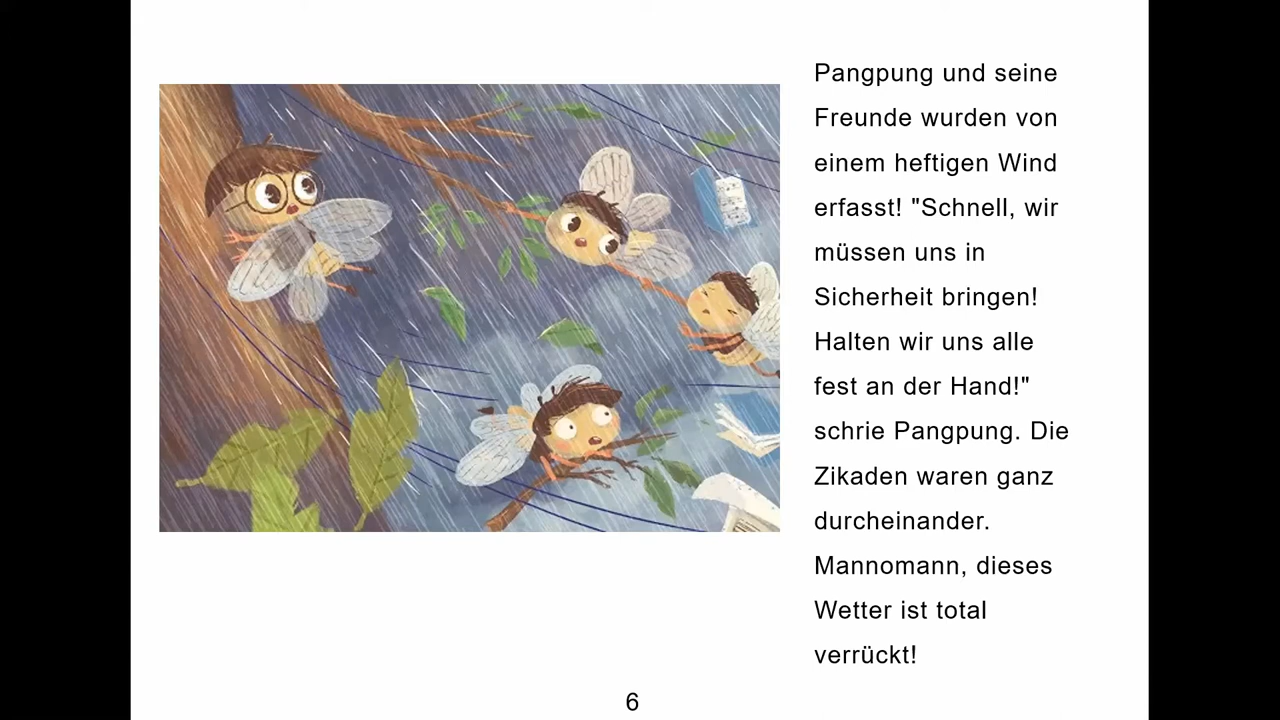 Pangpung und seine
Freunde wurden von
einem heftigen Wind
erfasst! "Schnell, wir
müssen uns in
Sicherheit bringen!
Halten wir uns alle
fest an der Hand!"
schrie Pangpung. Die
Zikaden waren ganz
durcheinander.
Mannomann, dieses
Wetter ist total
verrückt!
6